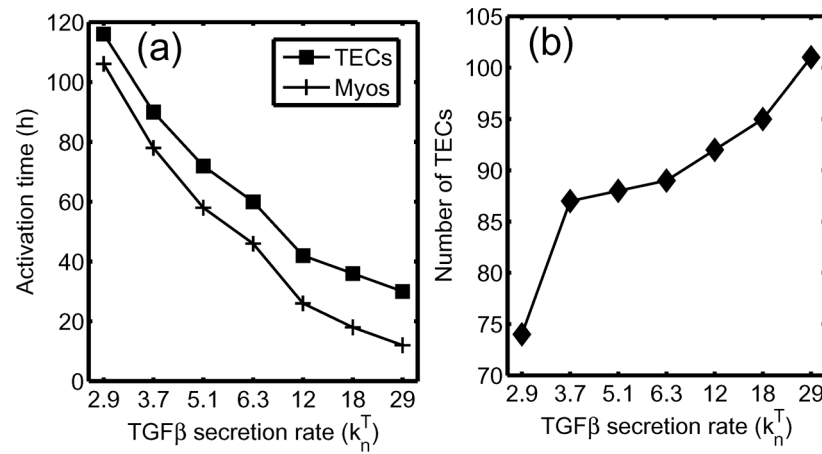 (a)
TECs
Myos
Activation time (h)
120
100
80
60
40
20
0
2.9 3.7 5.1 6.3 12 18 29
TGFβ secretion rate (k_n^T)
(b)
Number of TECs
105
100
95
90
85
80
75
70
2.9 3.7 5.1 6.3 12 18 29
TGFβ secretion rate (k_n^T)